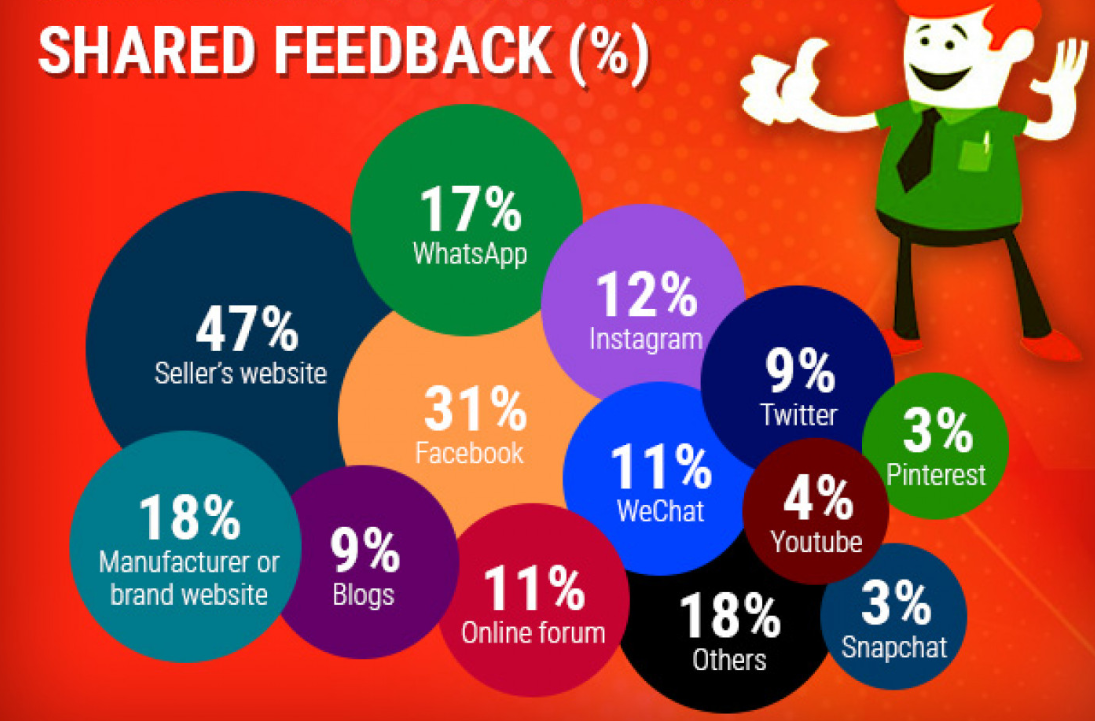 SHARED FEEDBACK (%)
17%
WhatsApp
47%
Seller's website
12%
Instagram
31%
Facebook
9%
Twitter
3%
Pinterest
11%
WeChat
4%
Youtube
18%
Manufacturer or
brand website
9%
Blogs
11%
Online forum
18%
Others
3%
Snapchat